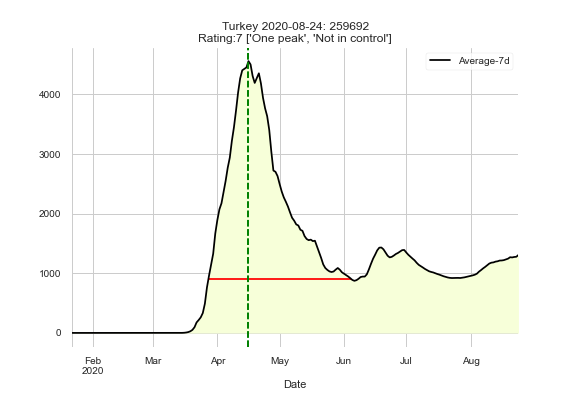 Turkey 2020-08-24: 259692
Rating:7 ['One peak', 'Not in control']
Average-7d
4000
3000
2000
1000
0
Feb Mar Apr May Jun Jul Aug
2020
Date